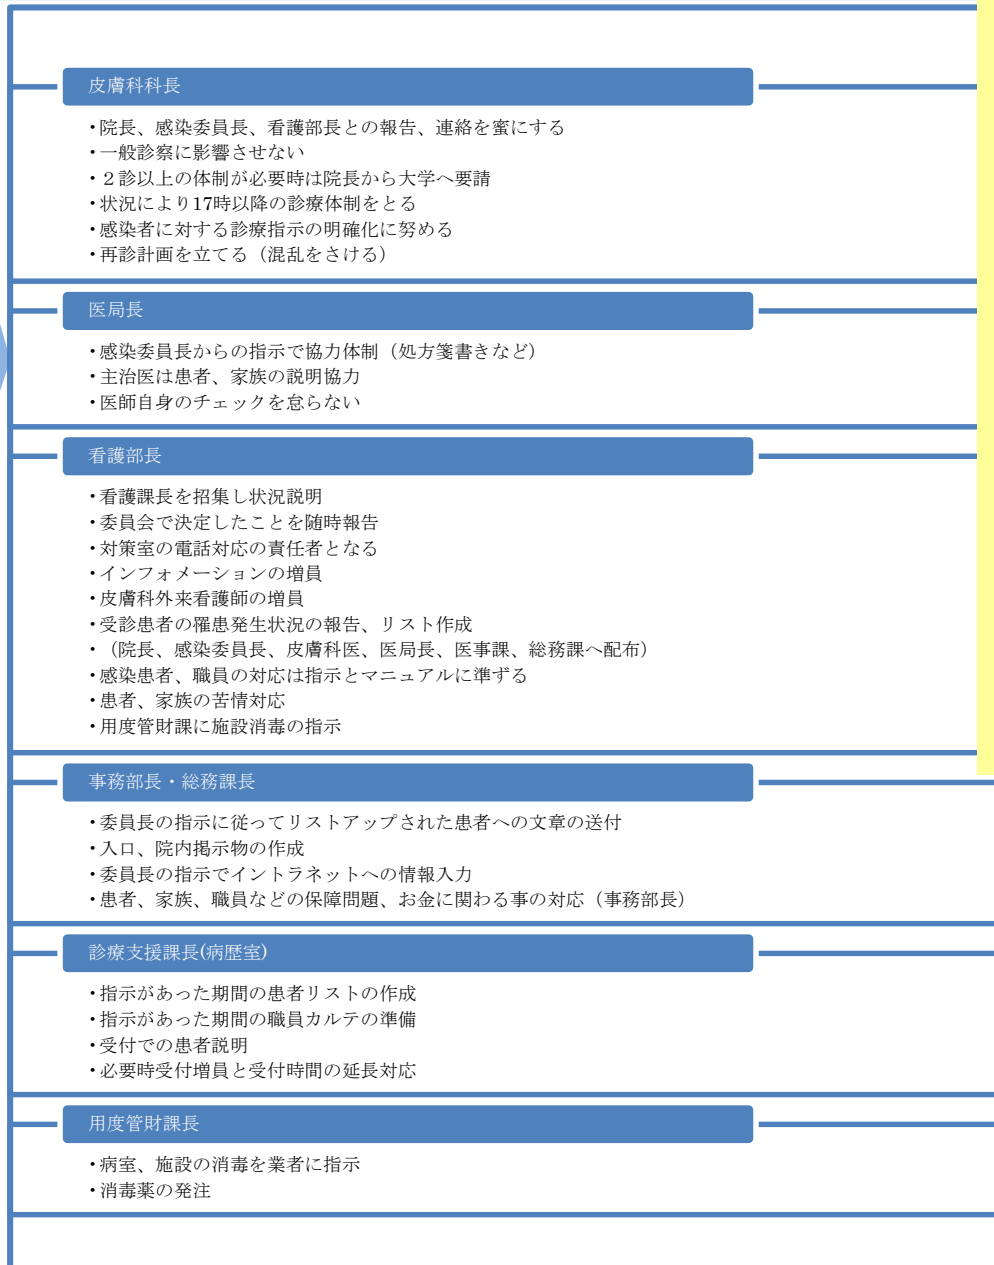 皮膚科科長
・院長、感染委員長、看護部長との報告、連絡を蜜にする
・一般診察に影響させない
・２診以上の体制が必要時は院長から大学へ要請
・状況により17時以降の診療体制をとる
・感染者に対する診療指示の明確化に努める
・再診計画を立てる（混乱をさける）
医局長
・感染委員長からの指示で協力体制（処方箋書きなど）
・主治医は患者、家族の説明協力
・医師自身のチェックを怠らない
看護部長
・看護課長を招集し状況説明
・委員会で決定したことを随時報告
・対策室の電話対応の責任者となる
・インフォメーションの増員
・皮膚科外来看護師の増員
・受診患者の罹患発生状況の報告、リスト作成
・（院長、感染委員長、皮膚科医、医局長、医事課、総務課へ配布）
・感染患者、職員の対応は指示とマニュアルに準ずる
・患者、家族の苦情対応
・用度管財課に施設消毒の指示
事務部長・総務課長
・委員長の指示に従ってリストアップされた患者への文章の送付
・入口、院内掲示物の作成
・委員長の指示でイントラネットへの情報入力
・患者、家族、職員などの保障問題、お金に関わる事の対応（事務部長）
診療支援課長(病歴室)
・指示があった期間の患者リストの作成
・指示があった期間の職員カルテの準備
・受付での患者説明
・必要時受付増員と受付時間の延長対応
用度管財課長
・病室、施設の消毒を業者に指示
・消毒薬の発注